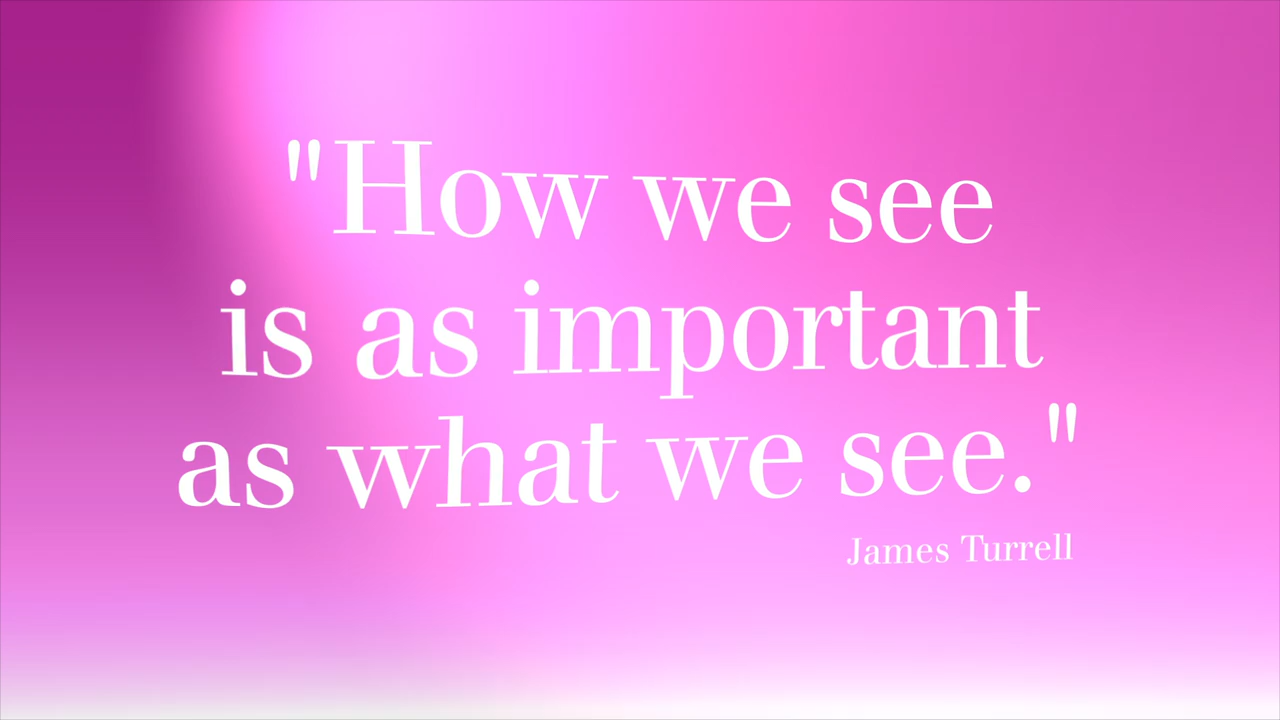 "How we see
is as important
as what we see."
James Turrell